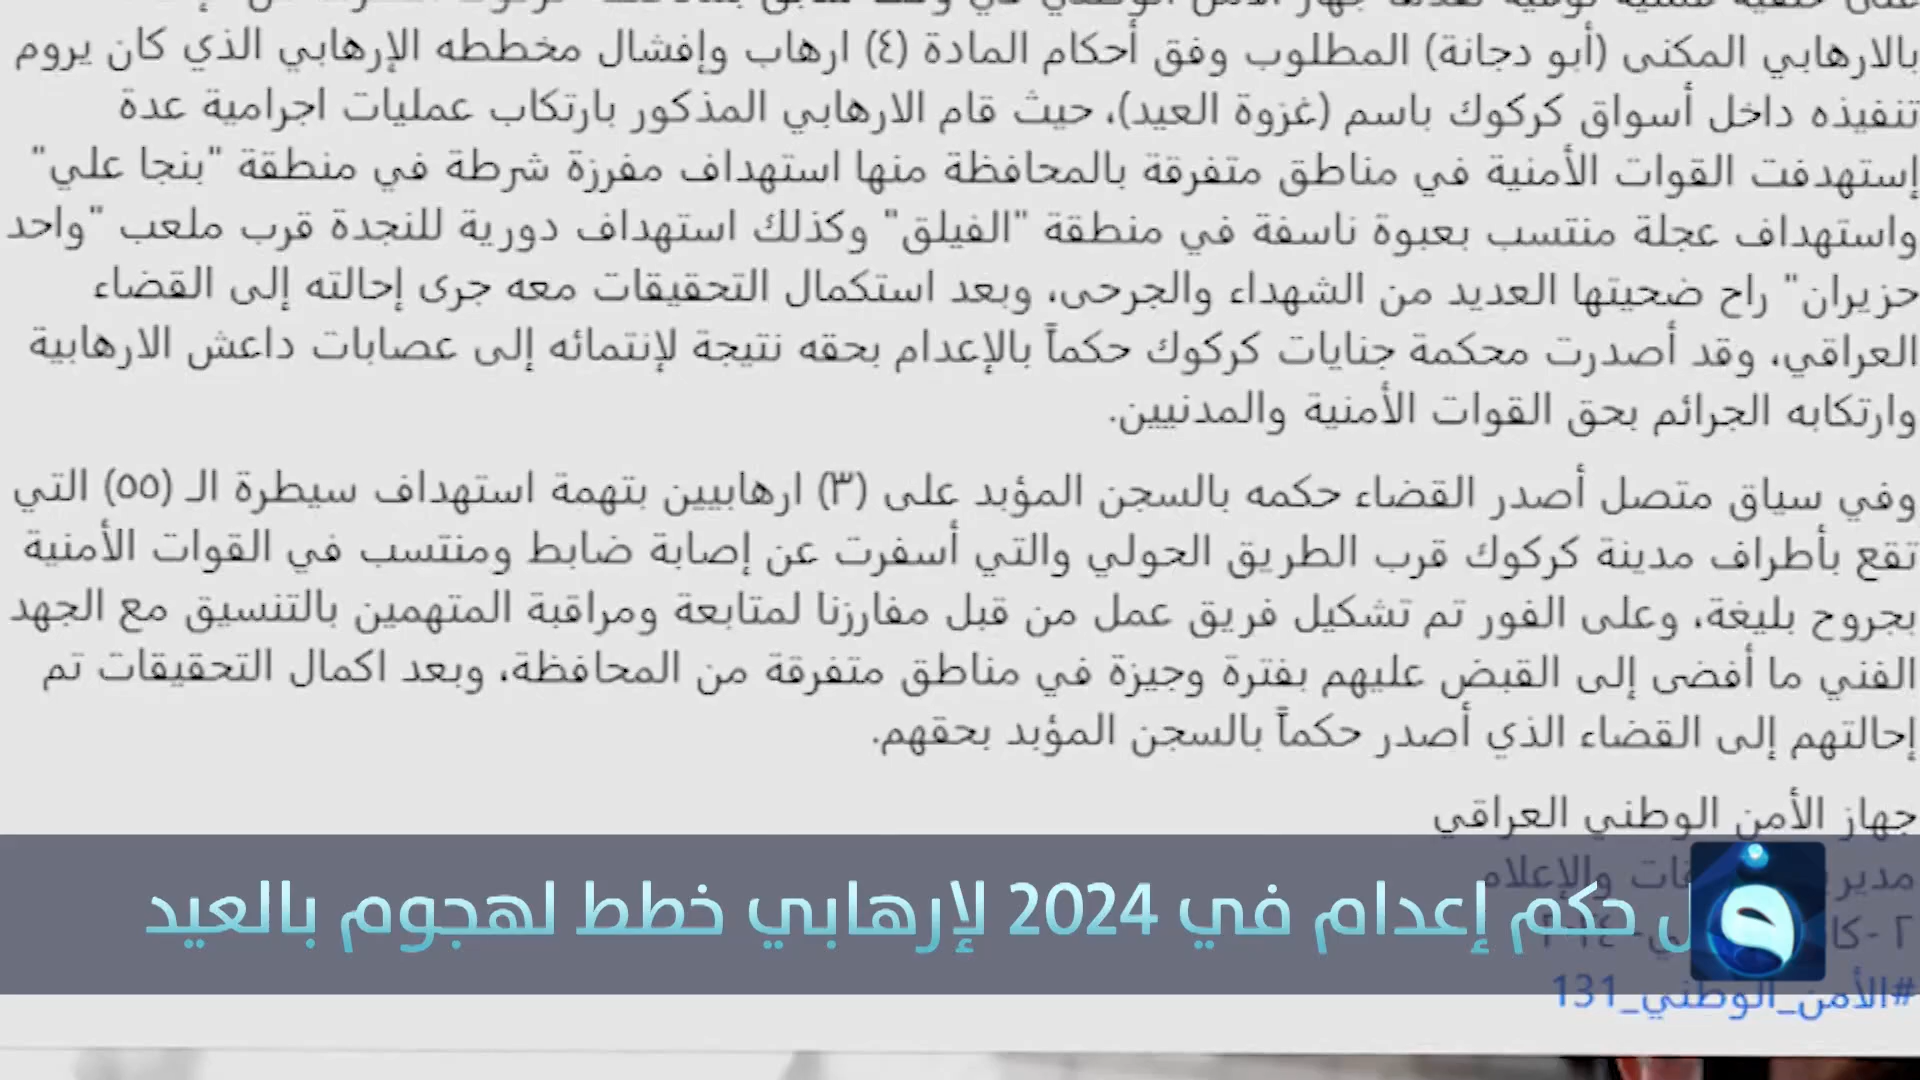 بالارهابي المكنى (أبو دجانة) المطلوب وفق أحكام المادة (٤) ارهاب وإفشال مخططه الإرهابي الذي كان يروم
تنفيذه داخل أسواق كركوك باسم (غزوة العيد)، حيث قام الارهابي المذكور بارتكاب عمليات اجرامية عدة
إستهدفت القوات الأمنية في مناطق متفرقة بالمحافظة منها استهداف مفرزة شرطة في منطقة "بنجا علي"
واستهداف عجلة منتسب بعبوة ناسفة في منطقة "الفيلق" وكذلك استهداف دورية للنجدة قرب ملعب "واحد
حزيران" راح ضحيتها العديد من الشهداء والجرحى، وبعد استكمال التحقيقات معه جرى إحالته إلى القضاء
العراقي، وقد أصدرت محكمة جنايات كركوك حكماً بالإعدام بحقه نتيجة لإنتمائه إلى عصابات داعش الارهابية
وارتكابه الجرائم بحق القوات الأمنية والمدنيين.
وفي سياق متصل أصدر القضاء حكمه بالسجن المؤبد على (٣) ارهابيين بتهمة استهداف سيطرة الـ (٥٥) التي
تقع بأطراف مدينة كركوك قرب الطريق الحولي والتي أسفرت عن إصابة ضابط ومنتسب في القوات الأمنية
بجروح بليغة، وعلى الفور تم تشكيل فريق عمل من قبل مفارزنا لمتابعة ومراقبة المتهمين بالتنسيق مع الجهد
الفني ما أفضى إلى القبض عليهم بفترة وجيزة في مناطق متفرقة من المحافظة، وبعد اكمال التحقيقات تم
إحالتهم إلى القضاء الذي أصدر حكماً بالسجن المؤبد بحقهم.
جهاز الأمن الوطني العراقي
والإعلام
حكم إعدام في 2024 لإرهابي خطط لهجوم بالعيد
#الأمن_الوطني_131